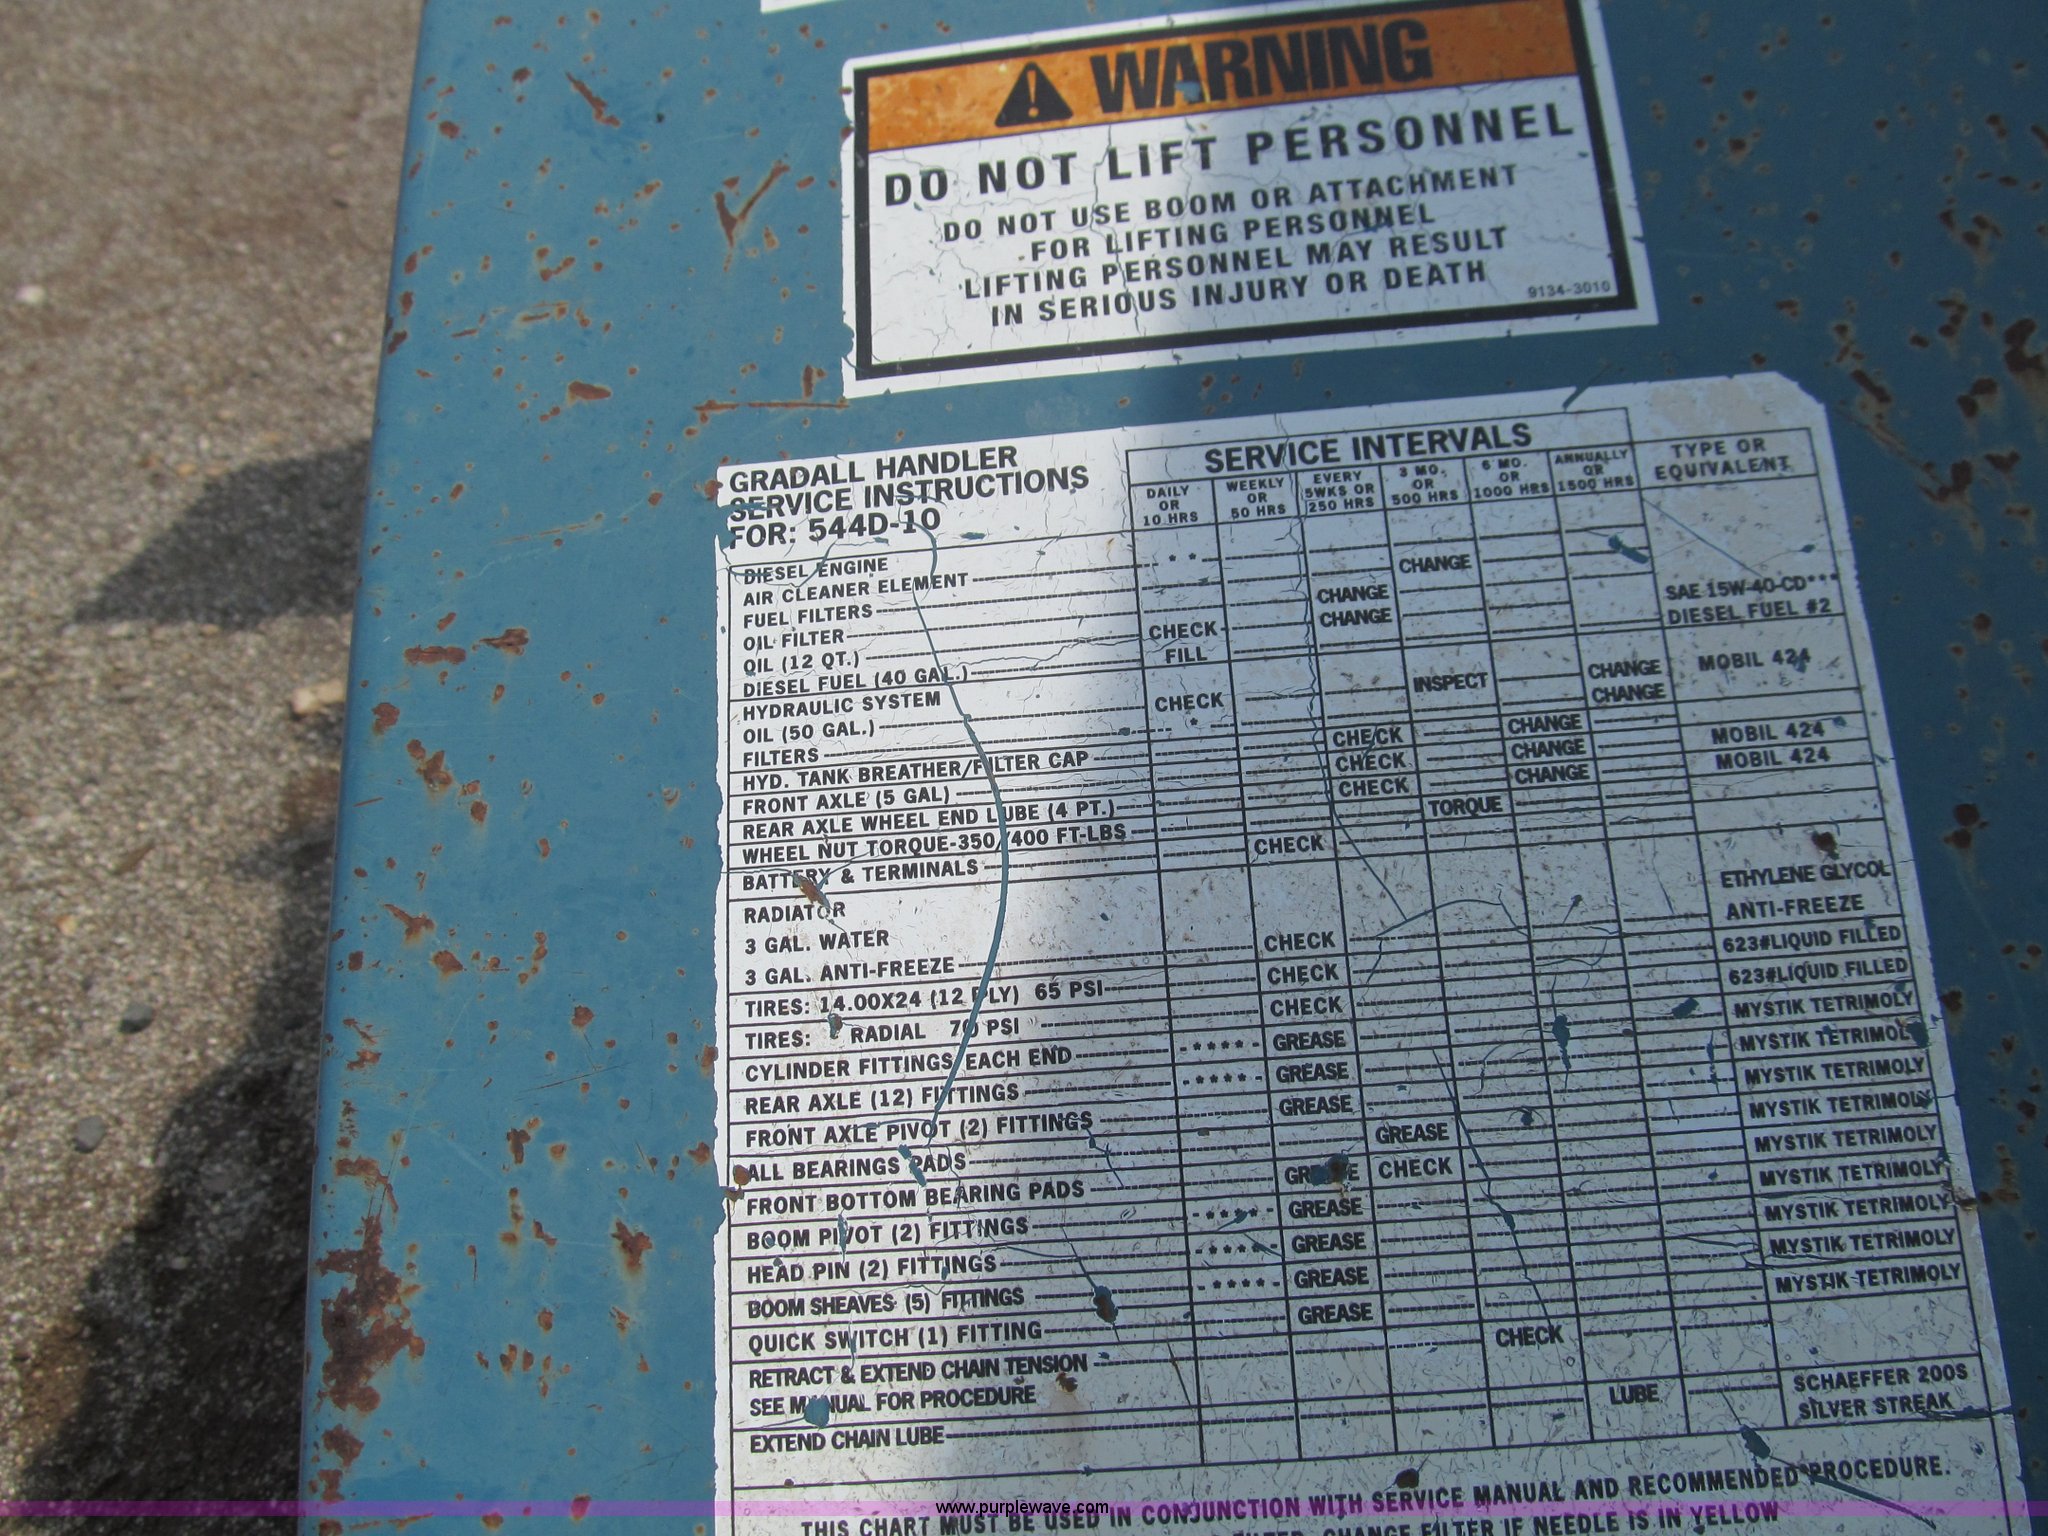 WARNING
DO NOT LIFT PERSONNEL
DO NOT USE BOOM OR ATTACHMENT
FOR LIFTING PERSONNEL
LIFTING PERSONNEL MAY RESULT
IN SERIOUS INJURY OR DEATH
9134-3010
GRADALL HANDLER
SERVICE INSTRUCTIONS
FOR: 544D-10
SERVICE INTERVALS
DAILY OR 10 HRS
WEEKLY OR 50 HRS
EVERY 5WKS OR 250 HRS
3 MO. OR 500 HRS
6 MO. OR 1000 HRS
ANNUALLY OR 1500 HRS
TYPE OR EQUIVALENT
DIESEL ENGINE
AIR CLEANER ELEMENT ** 
FUEL FILTERS CHANGE
OIL FILTER CHANGE
OIL (12 QT.) CHECK CHANGE SAE 15W-40-CD***
DIESEL FUEL (40 GAL.) FILL DIESEL FUEL #2
HYDRAULIC SYSTEM
OIL (50 GAL.) CHECK CHANGE MOBIL 424
FILTERS * CHANGE
HYD. TANK BREATHER/FILTER CAP INSPECT
FRONT AXLE (5 GAL) CHECK CHANGE MOBIL 424
REAR AXLE WHEEL END LUBE (4 PT.) CHECK CHANGE MOBIL 424
CHECK CHANGE
WHEEL NUT TORQUE-350/400 FT-LBS TORQUE
BATTERY & TERMINALS CHECK
RADIATOR
3 GAL. WATER ETHYLENE GLYCOL
3 GAL. ANTI-FREEZE CHECK ANTI-FREEZE
TIRES: 14.00X24 (12 PLY) 65 PSI CHECK 623#LIQUID FILLED
TIRES: RADIAL 70 PSI CHECK 623#LIQUID FILLED
CYLINDER FITTINGS EACH END ***** GREASE MYSTIK TETRIMOLY
REAR AXLE (12) FITTINGS ***** GREASE MYSTIK TETRIMOLY
FRONT AXLE PIVOT (2) FITTINGS GREASE MYSTIK TETRIMOLY
ALL BEARINGS PADS GREASE MYSTIK TETRIMOLY
FRONT BOTTOM BEARING PADS GREASE CHECK MYSTIK TETRIMOLY
BOOM PIVOT (2) FITTINGS ***** GREASE MYSTIK TETRIMOLY
HEAD PIN (2) FITTINGS ***** GREASE MYSTIK TETRIMOLY
BOOM SHEAVES (5) FITTINGS ***** GREASE MYSTIK TETRIMOLY
QUICK SWITCH (1) FITTING GREASE MYSTIK TETRIMOLY
RETRACT & EXTEND CHAIN TENSION
SEE MANUAL FOR PROCEDURE CHECK
EXTEND CHAIN LUBE LUBE SCHAEFFER 200S SILVER STREAK
THIS CHART MUST BE USED IN CONJUNCTION WITH SERVICE MANUAL AND RECOMMENDED PROCEDURE.
FILTER. CHANGE FILTER IF NEEDLE IS IN YELLOW
www.purplewave.com